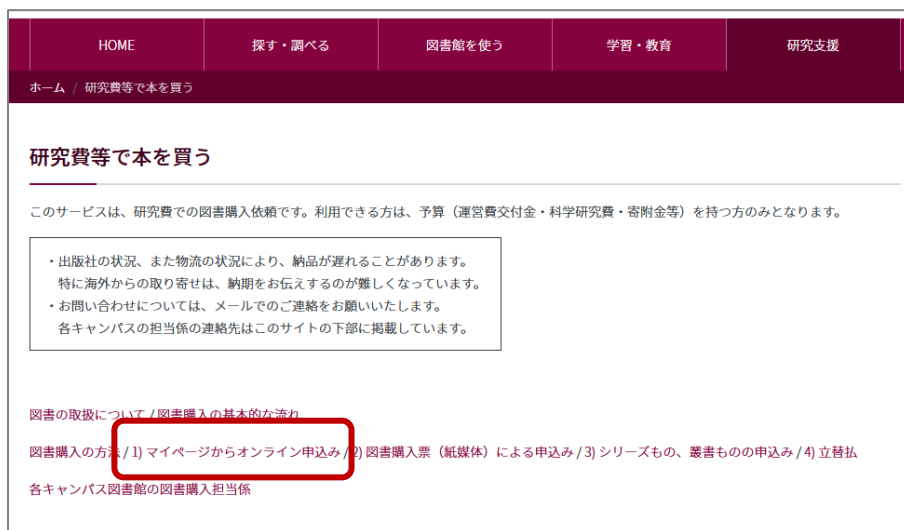 HOME 探す・調べる 図書館を使う 学習・教育 研究支援
ホーム / 研究費等で本を買う
研究費等で本を買う
このサービスは、研究費での図書購入依頼です。利用できる方は、予算（運営費交付金・科学研究費・寄附金等）を持つ方のみとなります。
・出版社の状況、また物流の状況により、納品が遅れることがあります。
特に海外からの取り寄せは、納期をお伝えするのが難しくなっています。
・お問い合わせについては、メールでのご連絡をお願いいたします。
各キャンパスの担当係の連絡先はこのサイトの下部に掲載しています。
図書の取扱について / 図書購入の基本的な流れ
図書購入の方法 / 1) マイページからオンライン申込み / 2) 図書購入票（紙媒体）による申込み / 3) シリーズもの、叢書ものの申込み / 4) 立替払
各キャンパス図書館の図書購入担当係